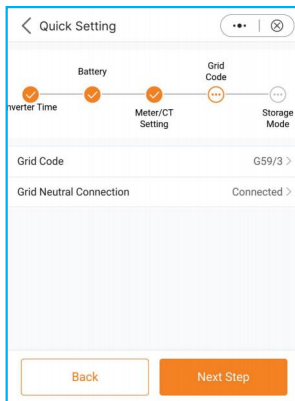 Quick Setting
Battery
Grid
Code
nverter Time
Meter/CT
Setting
Storage
Mode
Grid Code G59/3
Grid Neutral Connection Connected
Back
Next Step